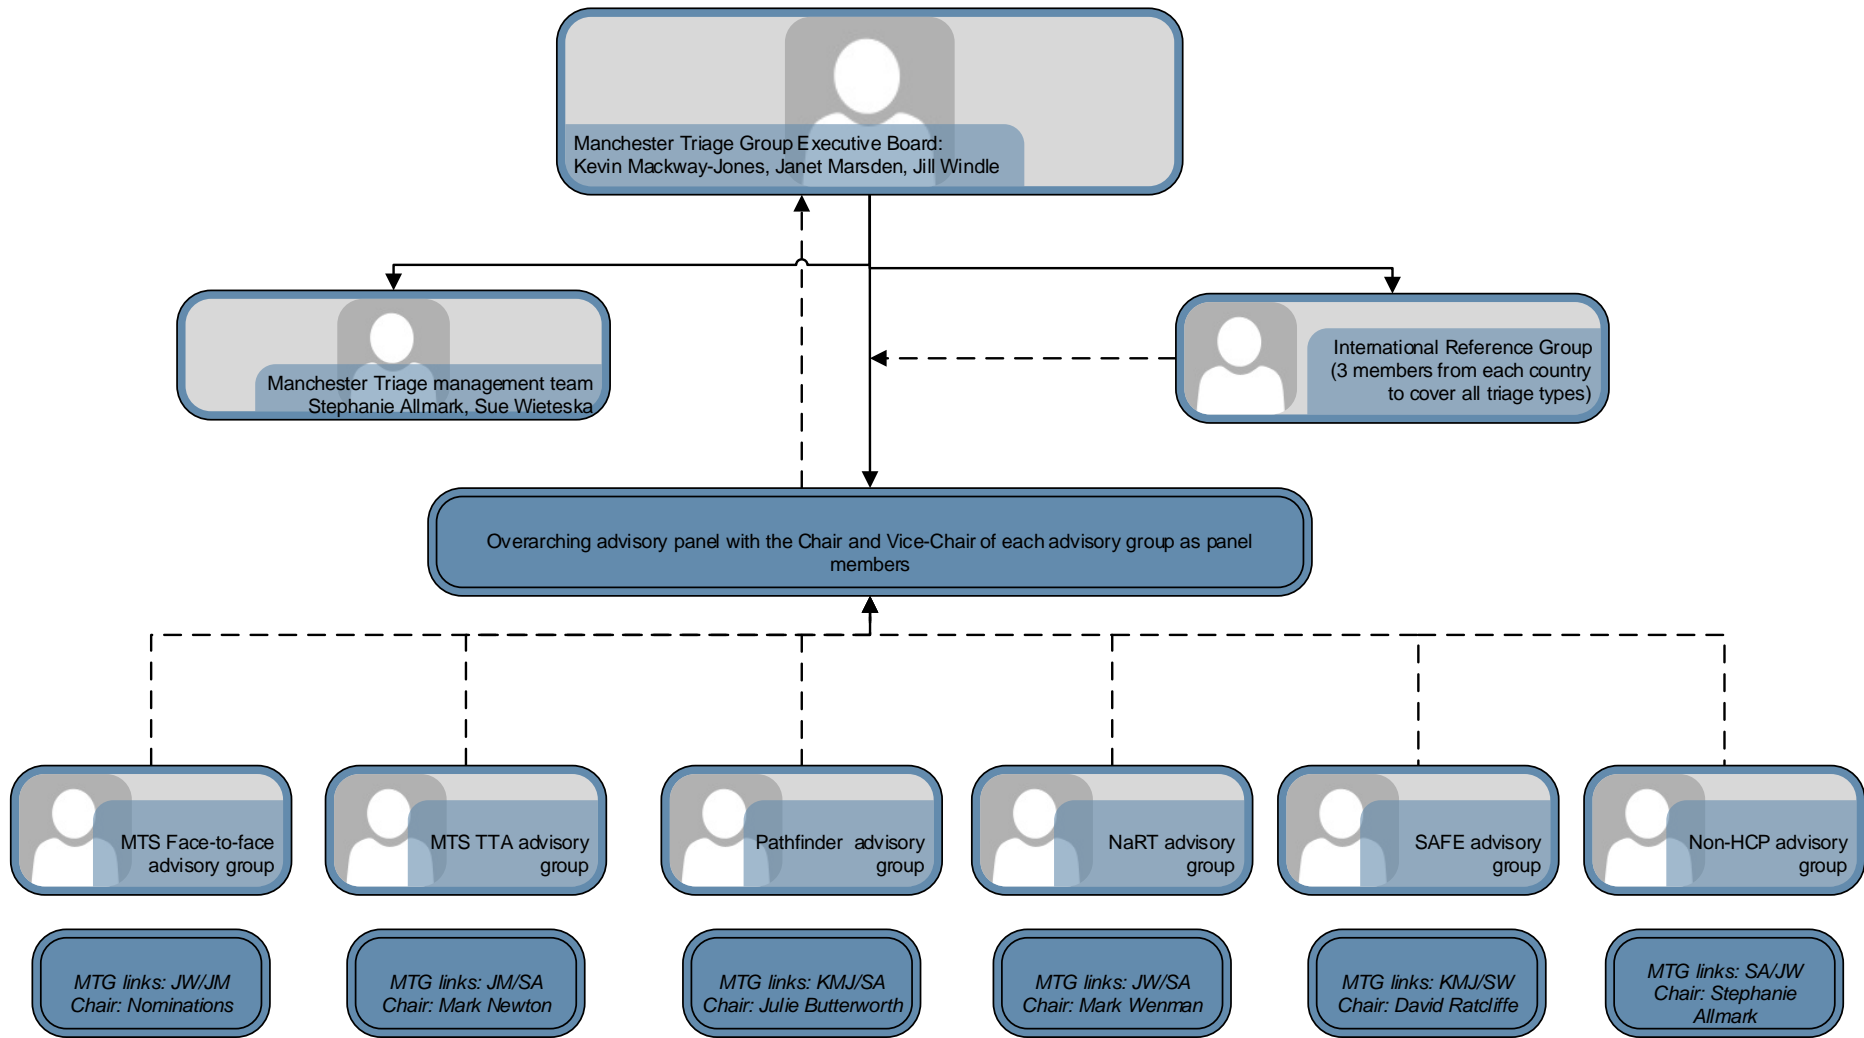 Manchester Triage Group Executive Board:
Kevin Mackway-Jones, Janet Marsden, Jill Windle
Manchester Triage management team
Stephanie Allmark, Sue Wieteska
International Reference Group
(3 members from each country
to cover all triage types)
Overarching advisory panel with the Chair and Vice-Chair of each advisory group as panel
members
MTS Face-to-face
advisory group
MTS TTA advisory
group
Pathfinder advisory
group
NaRT advisory
group
SAFE advisory
group
Non-HCP advisory
group
MTG links: JW/JM
Chair: Nominations
MTG links: JM/SA
Chair: Mark Newton
MTG links: KMJ/SA
Chair: Julie Butterworth
MTG links: JW/SA
Chair: Mark Wenman
MTG links: KMJ/SW
Chair: David Ratcliffe
MTG links: SA/JW
Chair: Stephanie
Allmark